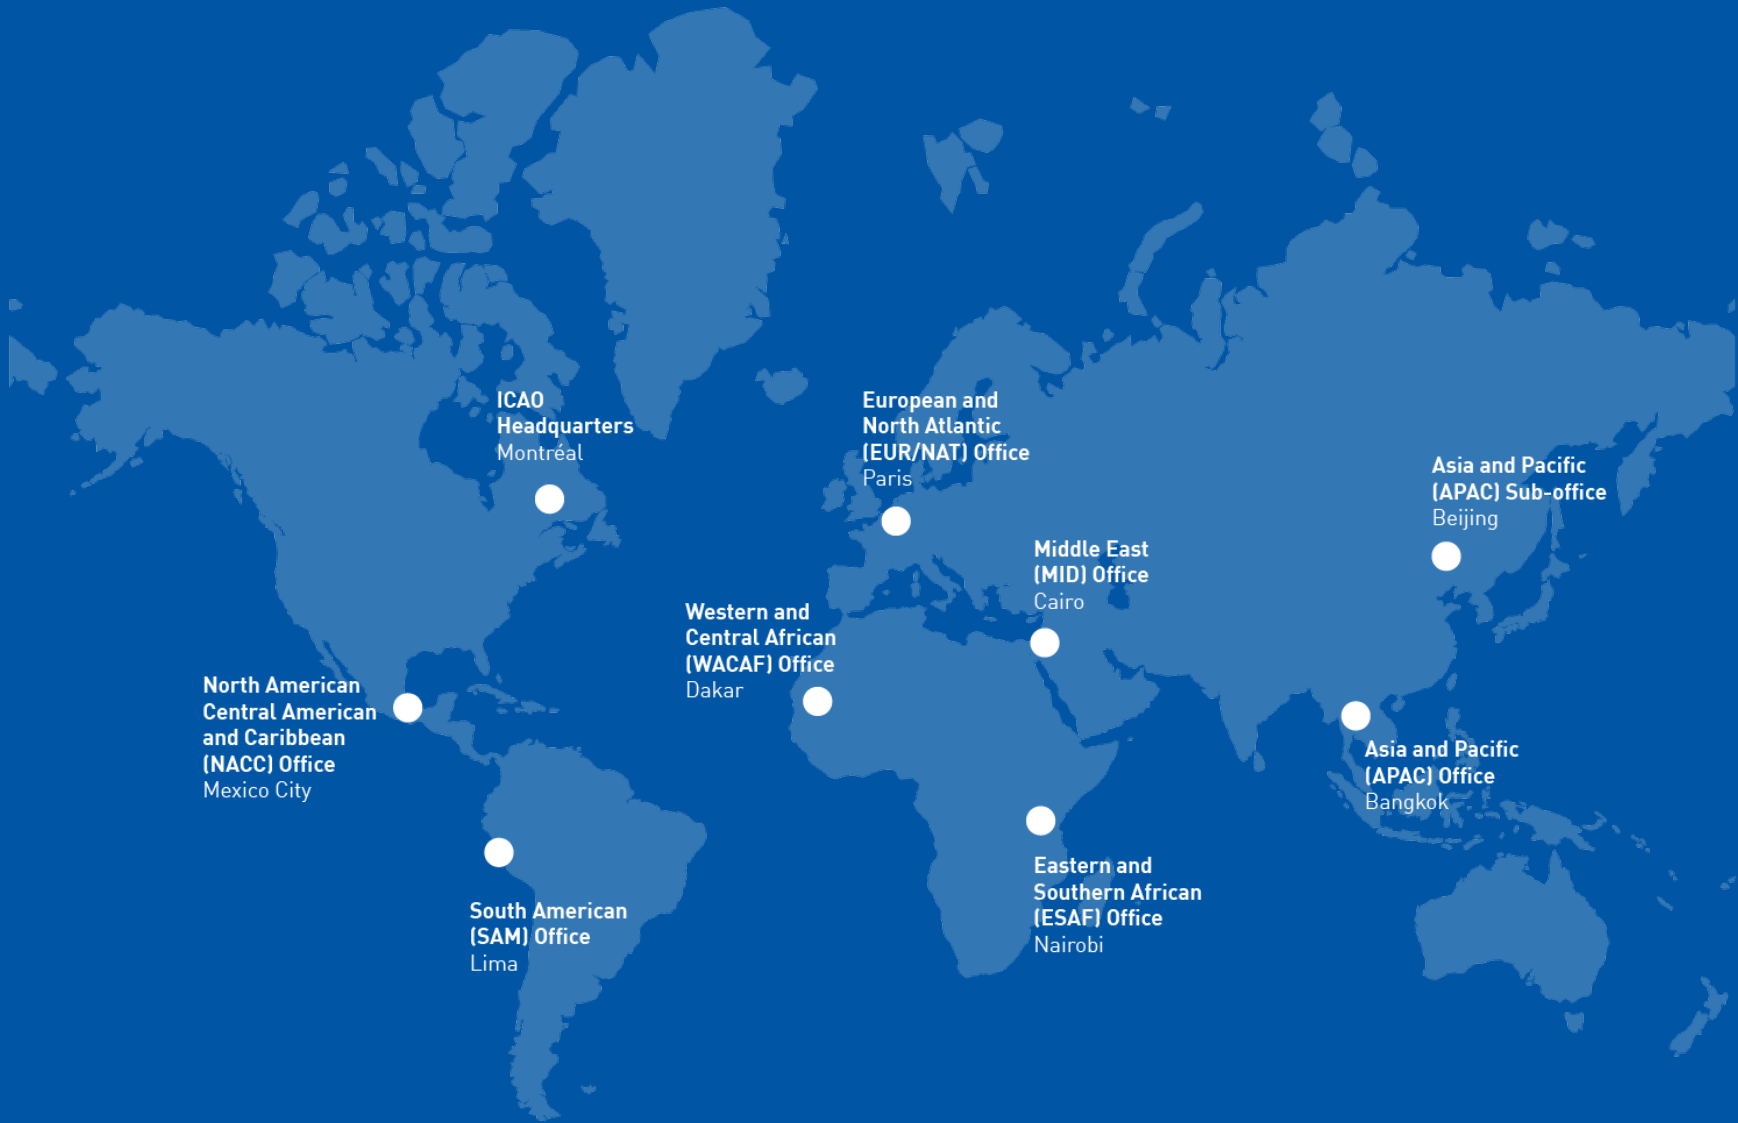 ICAO
Headquarters
Montréal
European and
North Atlantic
(EUR/NAT) Office
Paris
Asia and Pacific
(APAC) Sub-office
Beijing
Middle East
(MID) Office
Cairo
Western and
Central African
(WACAF) Office
Dakar
North American
Central American
and Caribbean
(NACC) Office
Mexico City
Asia and Pacific
(APAC) Office
Bangkok
Eastern and
Southern African
(ESAF) Office
Nairobi
South American
(SAM) Office
Lima